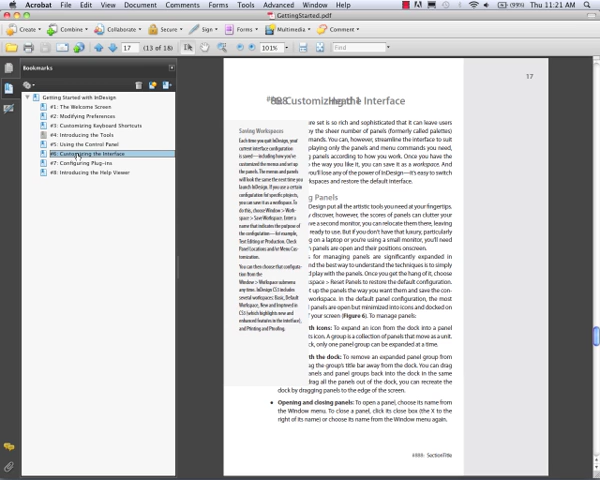 Acrobat File Edit View Document Comments Forms Tools Advanced Window Help (99%) Thu 11:21 AM
GettingStarted.pdf
Create Combine Collaborate Secure Sign Forms Multimedia Comment
17 (13 of 18) 101% Find
Bookmarks
Getting Started with InDesign
#1: The Welcome Screen
#2: Modifying Preferences
#3: Customizing Keyboard Shortcuts
#4: Introducing the Tools
#5: Using the Control Panel
#6: Customizing the Interface
#7: Configuring Plug-ins
#8: Introducing the Help Viewer
17
Customizing the Interface
Saving Workspaces
Each time you quit InDesign, your
current interface configuration
is saved—including how you've
customized the menus and set up
the menus. The menus and panels
will look the same the next time you
launch InDesign. If you use a certain
configuration for specific projects,
you can save it as a workspace. To
do this, choose Window > Work-
space > Save Workspace. Enter a
name that indicates the purpose of
the configuration—for example,
Text Editing or Production. Check
Panel Locations and/or Menu Cus-
tomization.
You can then choose that configura-
tion from the
Window > Workspace submenu
any time. InDesign CS3 includes
several workspaces: Basic, Default
Workspace, New and Improved in
CS3 (which highlights new and
enhanced features in the interface),
and Printing and Proofing.
re set is so rich and sophisticated that it can leave users
y the sheer number of panels (formerly called palettes)
mands. You can, however, streamline the interface to suit
playing only the panels and menu commands you need,
panels according to how you work. Once you have the
way you like it, you can save it as a workspace. And
you'll lose any of the power of InDesign—it's easy to switch
kspaces and restore the default interface.
g Panels
Design put all the artistic tools you need at your fingertips.
discover, however, the scores of panels can clutter your
ve a second monitor, you can relocate them there, leaving
ready to use. But if you don't have that luxury, particularly
g on a laptop or you're using a small monitor, you'll need
n panels are open and their positions onscreen.
s for managing panels are significantly expanded in
nd the best way to understand the techniques is to simply
d play with the panels. Once you get the hang of it, choose
kspace > Reset Panels to restore the default configuration.
t up the panels the way you want them and save the con-
workspace. In the default panel configuration, the most
panels are open but minimized into icons and docked on
f your screen (Figure 6). To manage panels:
th icons: To expand an icon from the dock into a panel
ts icon. A group is a collection of panels that move as a unit.
ck, only one panel group can be expanded at a time.
ith the dock: To remove an expanded panel group from
g the group's title bar away from the dock. You can drag
anels and panel groups back into the dock in the same
drag all the panels out of the dock, you can recreate the
dock by dragging panels to the edge of the screen.
• Opening and closing panels: To open a panel, choose its name from
the Window menu. To close a panel, click its close box (the X to the
right of its name) or choose its name from the Window menu again.
SectionTitle